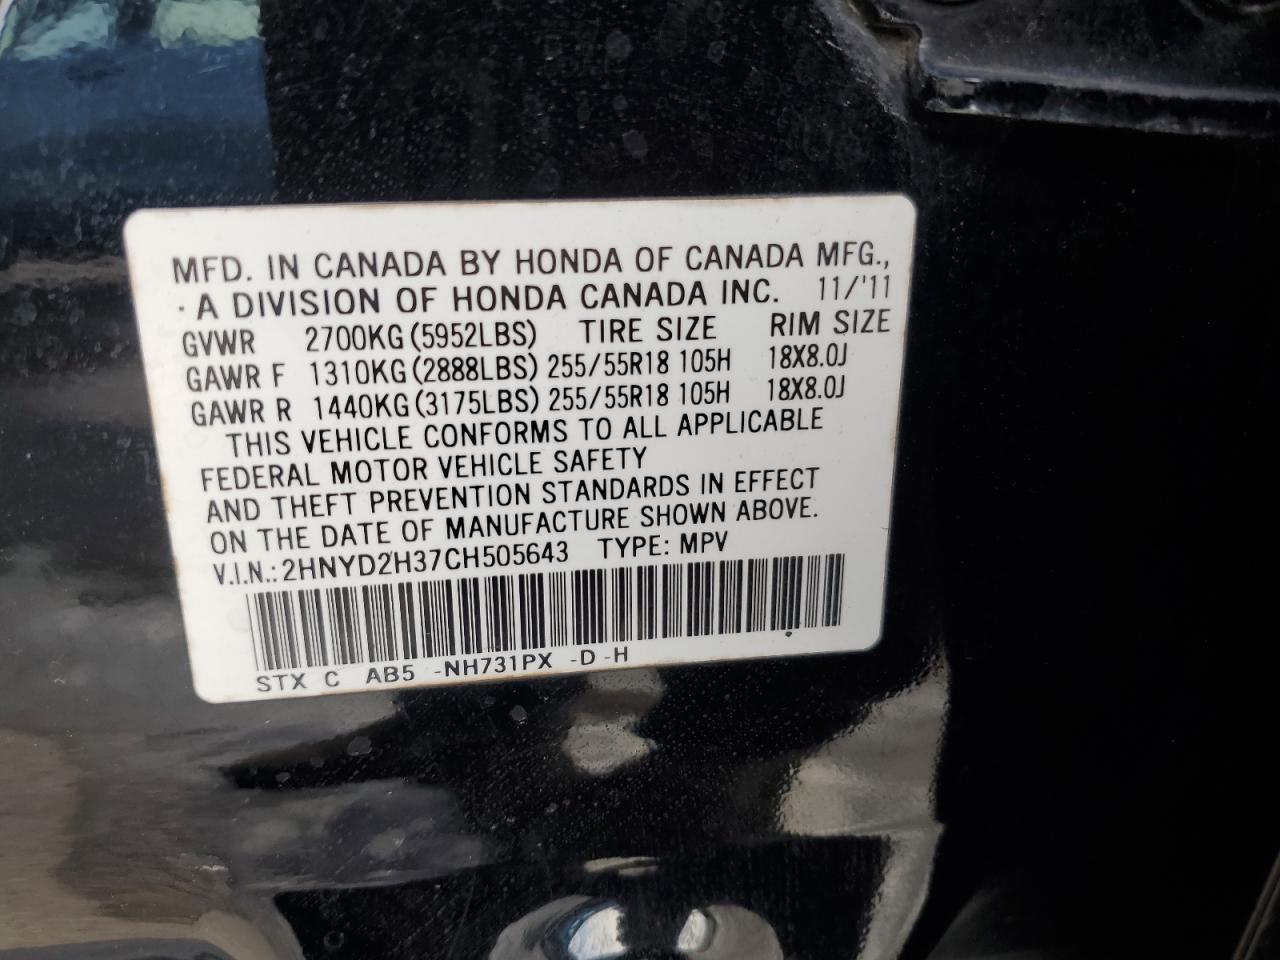 MFD. IN CANADA BY HONDA OF CANADA MFG.,
A DIVISION OF HONDA CANADA INC. 11/'11
GVWR 2700KG (5952LBS) TIRE SIZE RIM SIZE
GAWR F 1310KG (2888LBS) 255/55R18 105H 18X8.0J
GAWR R 1440KG (3175LBS) 255/55R18 105H 18X8.0J
THIS VEHICLE CONFORMS TO ALL APPLICABLE
FEDERAL MOTOR VEHICLE SAFETY
AND THEFT PREVENTION STANDARDS IN EFFECT
ON THE DATE OF MANUFACTURE SHOWN ABOVE.
V.I.N.: 2HNYD2H37CH505643 TYPE: MPV
STX C AB5 -NH731PX -D -H